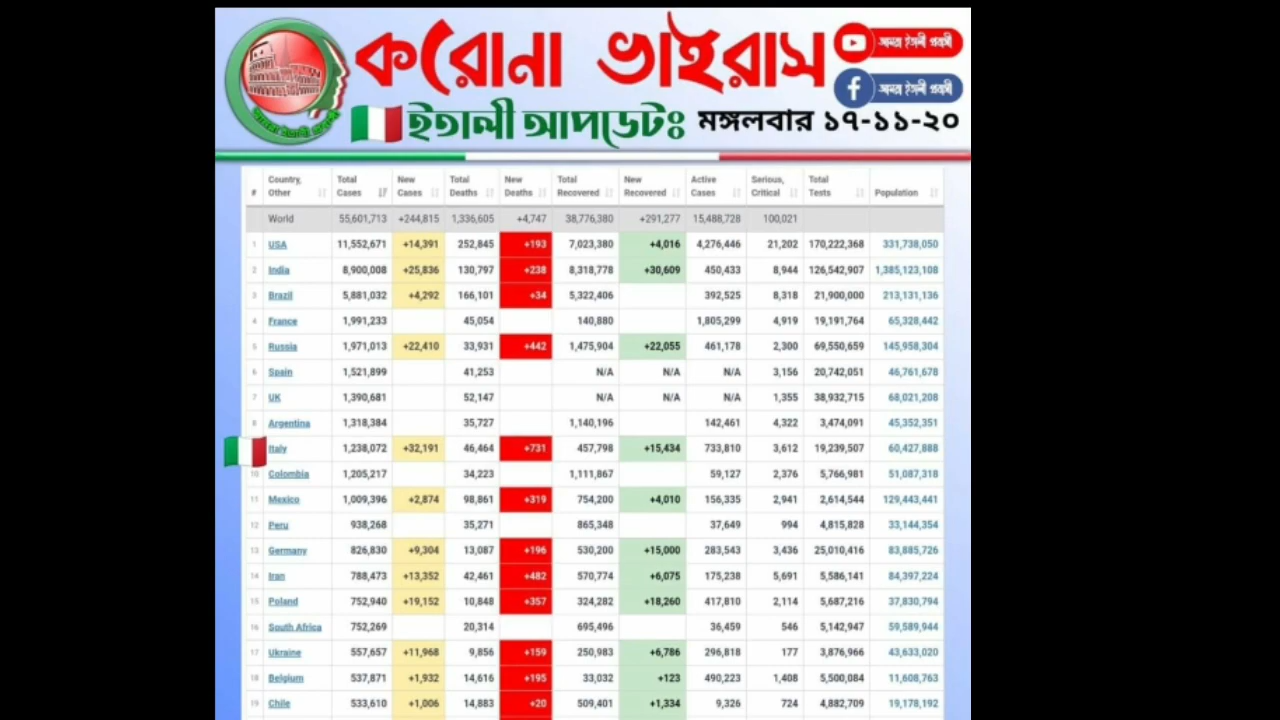 করোনা ভাইরাস
আমরা ইতালী প্রবাসী
আমরা ইতালী প্রবাসী
ইতালী আপডেটঃ মঙ্গলবার ১৭-১১-২০
# Country, Other Total Cases New Cases Total Deaths New Deaths Total Recovered New Recovered Active Cases Serious, Critical Total Tests Population
World 55,601,713 +244,815 1,336,605 +4,747 38,776,380 +291,277 15,488,728 100,021
1 USA 11,552,671 +14,391 252,845 +193 7,023,380 +4,016 4,276,446 21,202 170,222,368 331,738,050
2 India 8,900,008 +25,836 130,797 +238 8,318,778 +30,609 450,433 8,944 126,542,907 1,385,123,108
3 Brazil 5,881,032 +4,292 166,101 +34 5,322,406 392,525 8,318 21,900,000 213,131,136
4 France 1,991,233 45,054 140,880 1,805,299 4,919 19,191,764 65,328,442
5 Russia 1,971,013 +22,410 33,931 +442 1,475,904 +22,055 461,178 2,300 69,550,659 145,958,304
6 Spain 1,521,899 41,253 N/A N/A N/A 3,156 20,742,051 46,761,678
7 UK 1,390,681 52,147 N/A N/A N/A 1,355 38,932,715 68,021,208
8 Argentina 1,318,384 35,727 1,140,196 142,461 4,322 3,474,091 45,352,351
Italy 1,238,072 +32,191 46,464 +731 457,798 +15,434 733,810 3,612 19,239,507 60,427,888
10 Colombia 1,205,217 34,223 1,111,867 59,127 2,376 5,766,981 51,087,318
11 Mexico 1,009,396 +2,874 98,861 +319 754,200 +4,010 156,335 2,941 2,614,544 129,443,441
12 Peru 938,268 35,271 865,348 37,649 994 4,815,828 33,144,354
13 Germany 826,830 +9,304 13,087 +196 530,200 +15,000 283,543 3,436 25,010,416 83,885,726
14 Iran 788,473 +13,352 42,461 +482 570,774 +6,075 175,238 5,691 5,586,141 84,397,224
15 Poland 752,940 +19,152 10,848 +357 324,282 +18,260 417,810 2,114 5,687,216 37,830,794
16 South Africa 752,269 20,314 695,496 36,459 546 5,142,947 59,589,944
17 Ukraine 557,657 +11,968 9,856 +159 250,983 +6,786 296,818 177 3,876,966 43,633,020
18 Belgium 537,871 +1,932 14,616 +195 33,032 +123 490,223 1,408 5,500,084 11,608,763
19 Chile 533,610 +1,006 14,883 +20 509,401 +1,334 9,326 724 4,882,709 19,178,192